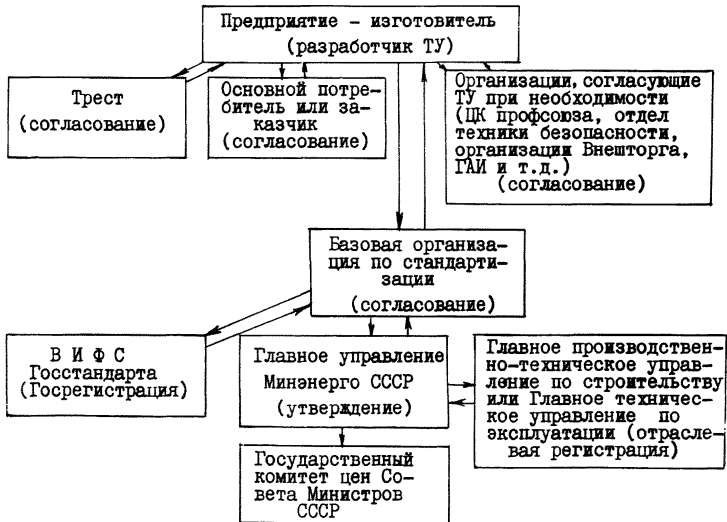 Предприятие - изготовитель
(разработчик ТУ)
Трест
(согласование)
Основной потре-
битель или за-
казчик
(согласование)
Организации, согласующие
ТУ при необходимости
(ЦК профсоюза, отдел
техники безопасности,
организации Внешторга,
ГАИ и т.д.)
(согласование)
Базовая организа-
ция по стандарти-
зации
(согласование)
В И Ф С
Госстандарта
(Госрегистрация)
Главное управление
Минэнерго СССР
(утверждение)
Главное производствен-
но-техническое управ-
ление по строительству
или Главное техничес-
кое управление по
эксплуатации (отрасле-
вая регистрация)
Государственный
комитет цен Со-
вета Министров
СССР